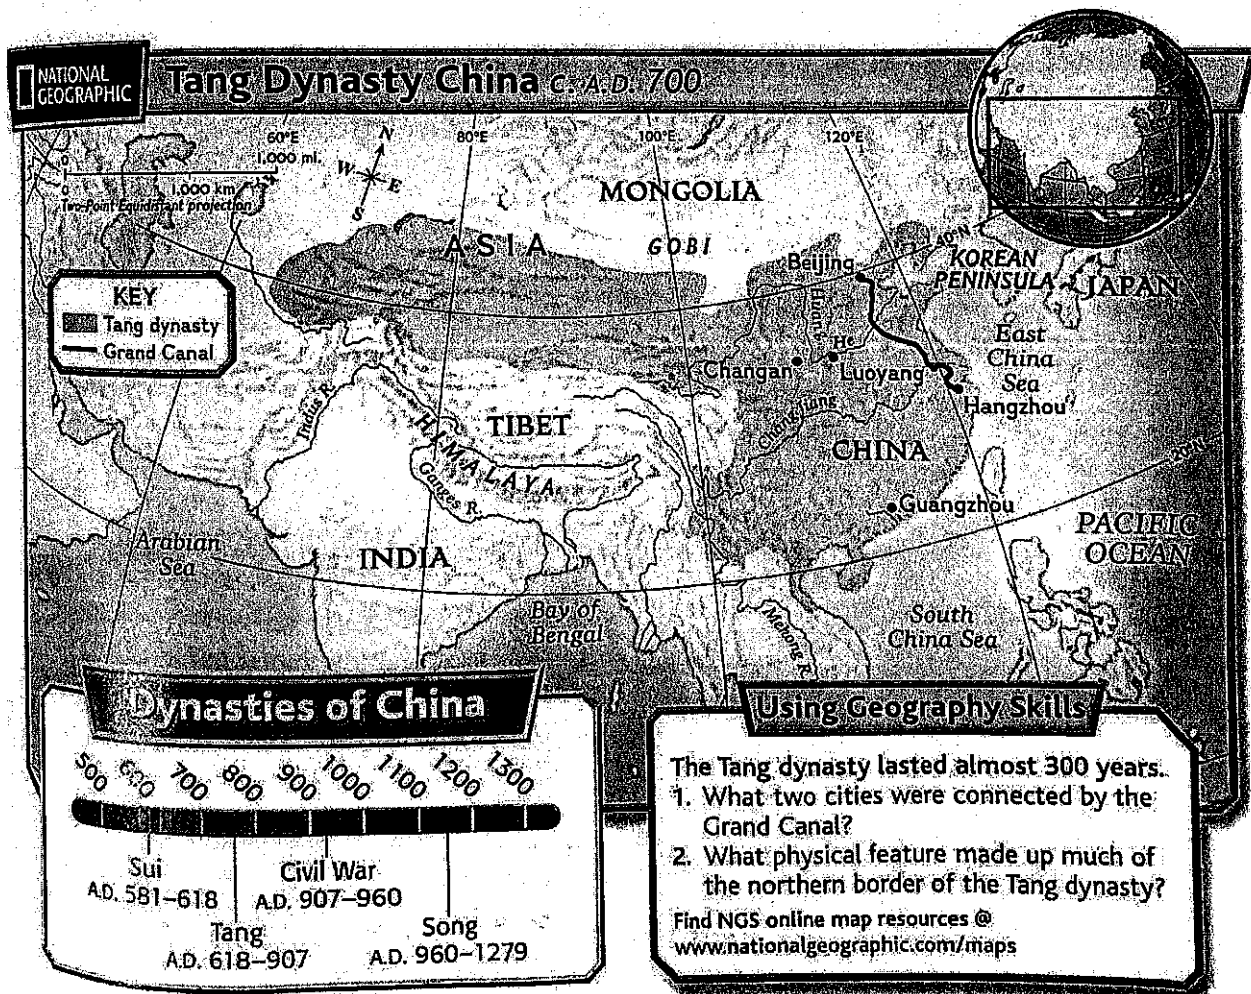 NATIONAL
GEOGRAPHIC
Tang Dynasty China C. A.D. 700
60°E
80°E
100°E
120°E
N
W
E
S
0
1,000 mi.
0
1,000 km
Two-Point Equidistant projection
MONGOLIA
ASIA
GOBI
40°N
KOREAN
PENINSULA
JAPAN
Beijing
KEY
Tang dynasty
Grand Canal
Huang
He
East
China
Sea
Changan
Luoyang
Hangzhou
Indus R.
TIBET
Chang Jiang
HIMALAYA
CHINA
Ganges R.
20°N
Guangzhou
Arabian
Sea
INDIA
PACIFIC
OCEAN
Bay of
Bengal
Mekong R.
South
China Sea
Dynasties of China
500 600 700 800 900 1000 1100 1200 1300
Sui
A.D. 581–618
Civil War
A.D. 907–960
Tang
A.D. 618–907
Song
A.D. 960–1279
Using Geography Skills
The Tang dynasty lasted almost 300 years.
1. What two cities were connected by the
Grand Canal?
2. What physical feature made up much of
the northern border of the Tang dynasty?
Find NGS online map resources @
www.nationalgeographic.com/maps